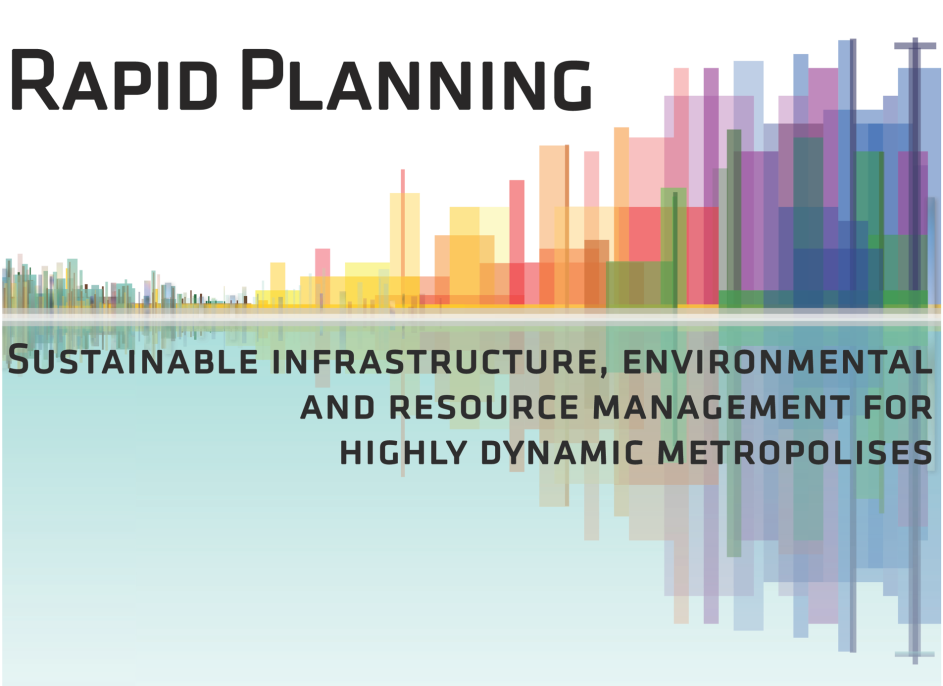 Rapid Planning
Sustainable infrastructure, environmental
and resource management for
highly dynamic metropolises